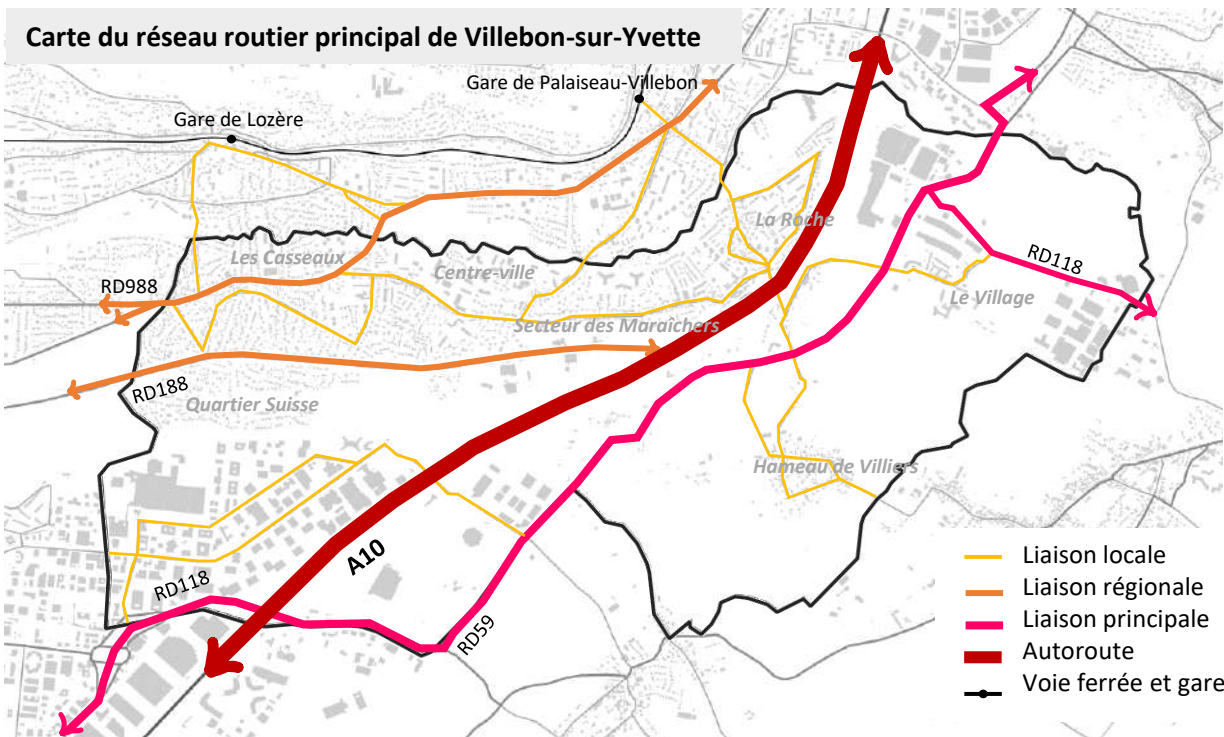 Carte du réseau routier principal de Villebon-sur-Yvette
Gare de Palaiseau-Villebon
Gare de Lozère
La Roche
Les Casseaux
Centre-ville
RD118
RD988
Le Village
Secteur des Maraîchers
RD188
Quartier Suisse
Hameau de Villiers
A10
RD118
RD59
Liaison locale
Liaison régionale
Liaison principale
Autoroute
Voie ferrée et gare